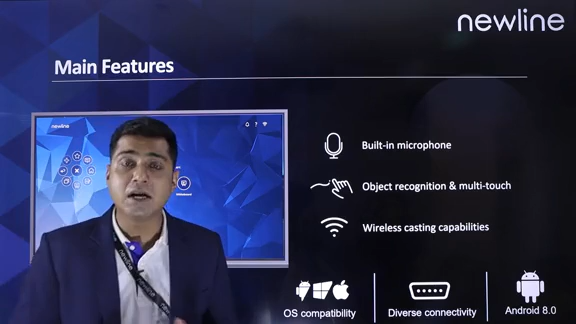 newline
Main Features
newline
Built-in microphone
Object recognition & multi-touch
Wireless casting capabilities
OS compatibility
Diverse connectivity
Android 8.0